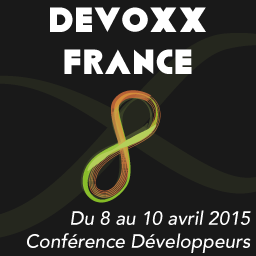 DEVOXX
FRANCE
Du 8 au 10 avril 2015
Conférence Développeurs